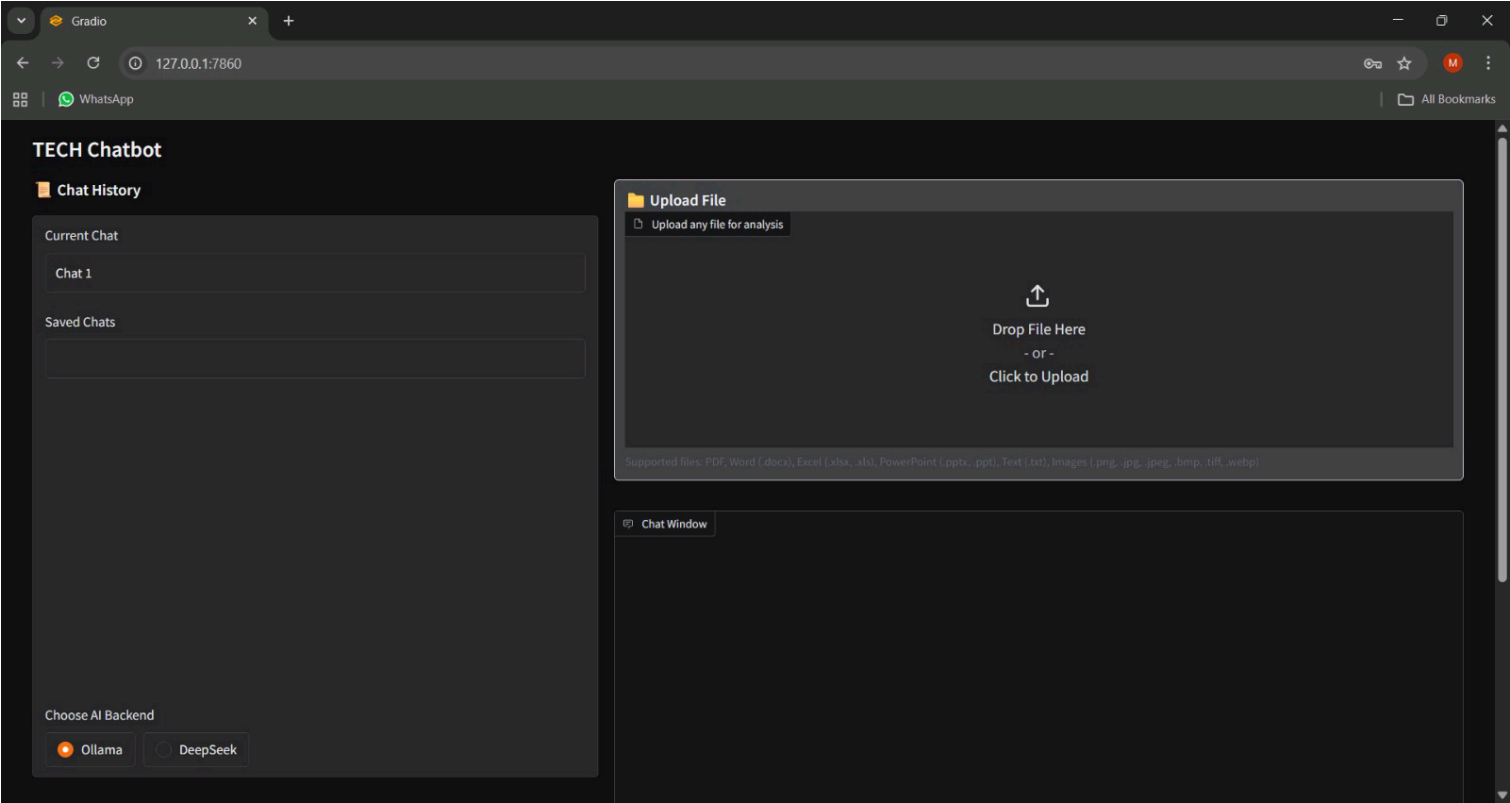 Gradio
127.0.0.1:7860
M
WhatsApp
All Bookmarks
TECH Chatbot
Chat History
Current Chat
Chat 1
Saved Chats
Choose AI Backend
Ollama
DeepSeek
Upload File
Upload any file for analysis
Drop File Here
- or -
Click to Upload
Supported files: PDF, Word (.docx), Excel (.xlsx, .xls), PowerPoint (.pptx, .ppt), Text (.txt), Images (.png, .jpg, .jpeg, .bmp, .tiff, .webp)
Chat Window